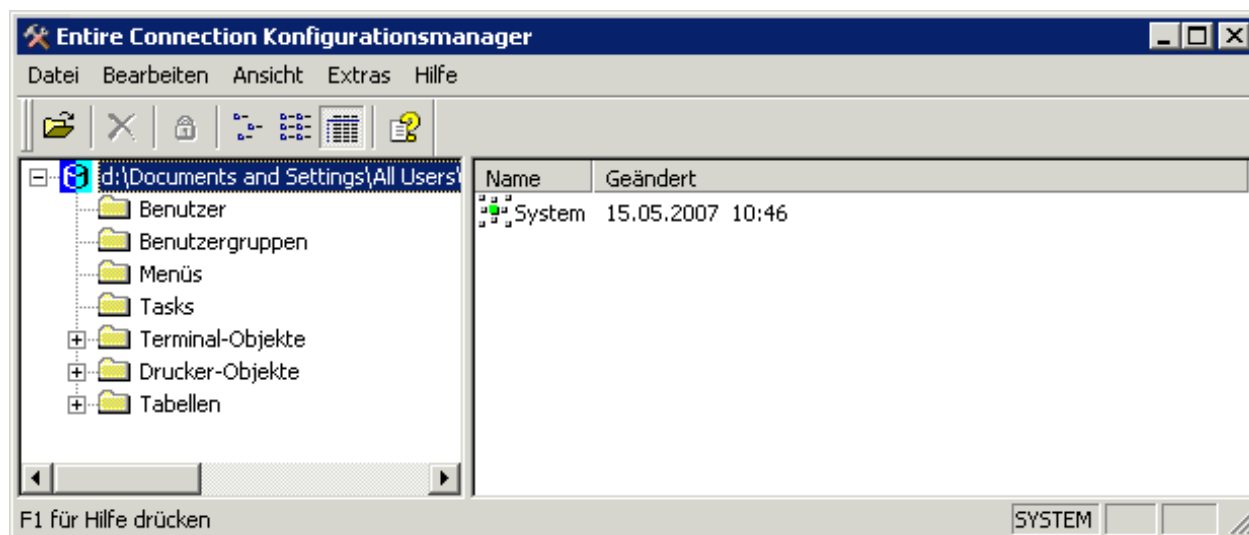 Entire Connection Konfigurationsmanager
Datei Bearbeiten Ansicht Extras Hilfe
d:\Documents and Settings\All Users\
Benutzer
Benutzergruppen
Menüs
Tasks
Terminal-Objekte
Drucker-Objekte
Tabellen
Name Geändert
System 15.05.2007 10:46
F1 für Hilfe drücken SYSTEM